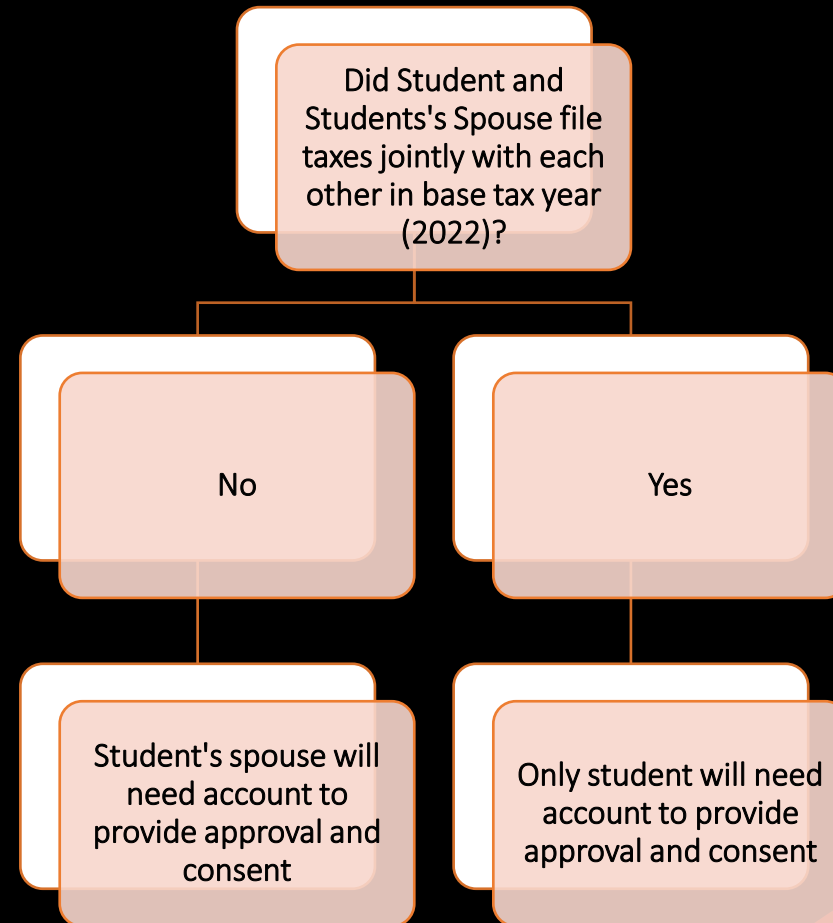 Did Student and
Students's Spouse file
taxes jointly with each
other in base tax year
(2022)?
No
Yes
Student's spouse will
need account to
provide approval and
consent
Only student will need
account to provide
approval and consent